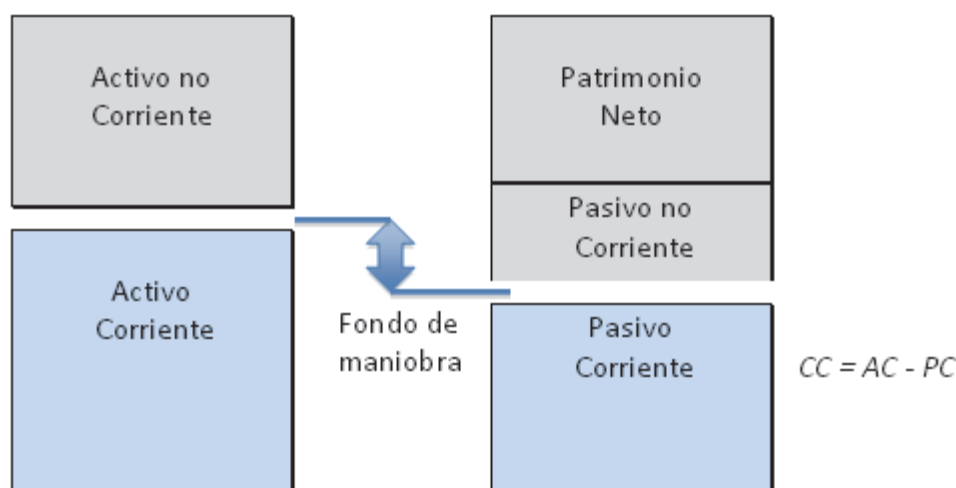 Activo no
Corriente
Patrimonio
Neto
Pasivo no
Corriente
Activo
Corriente
Fondo de
maniobra
Pasivo
Corriente
CC = AC - PC